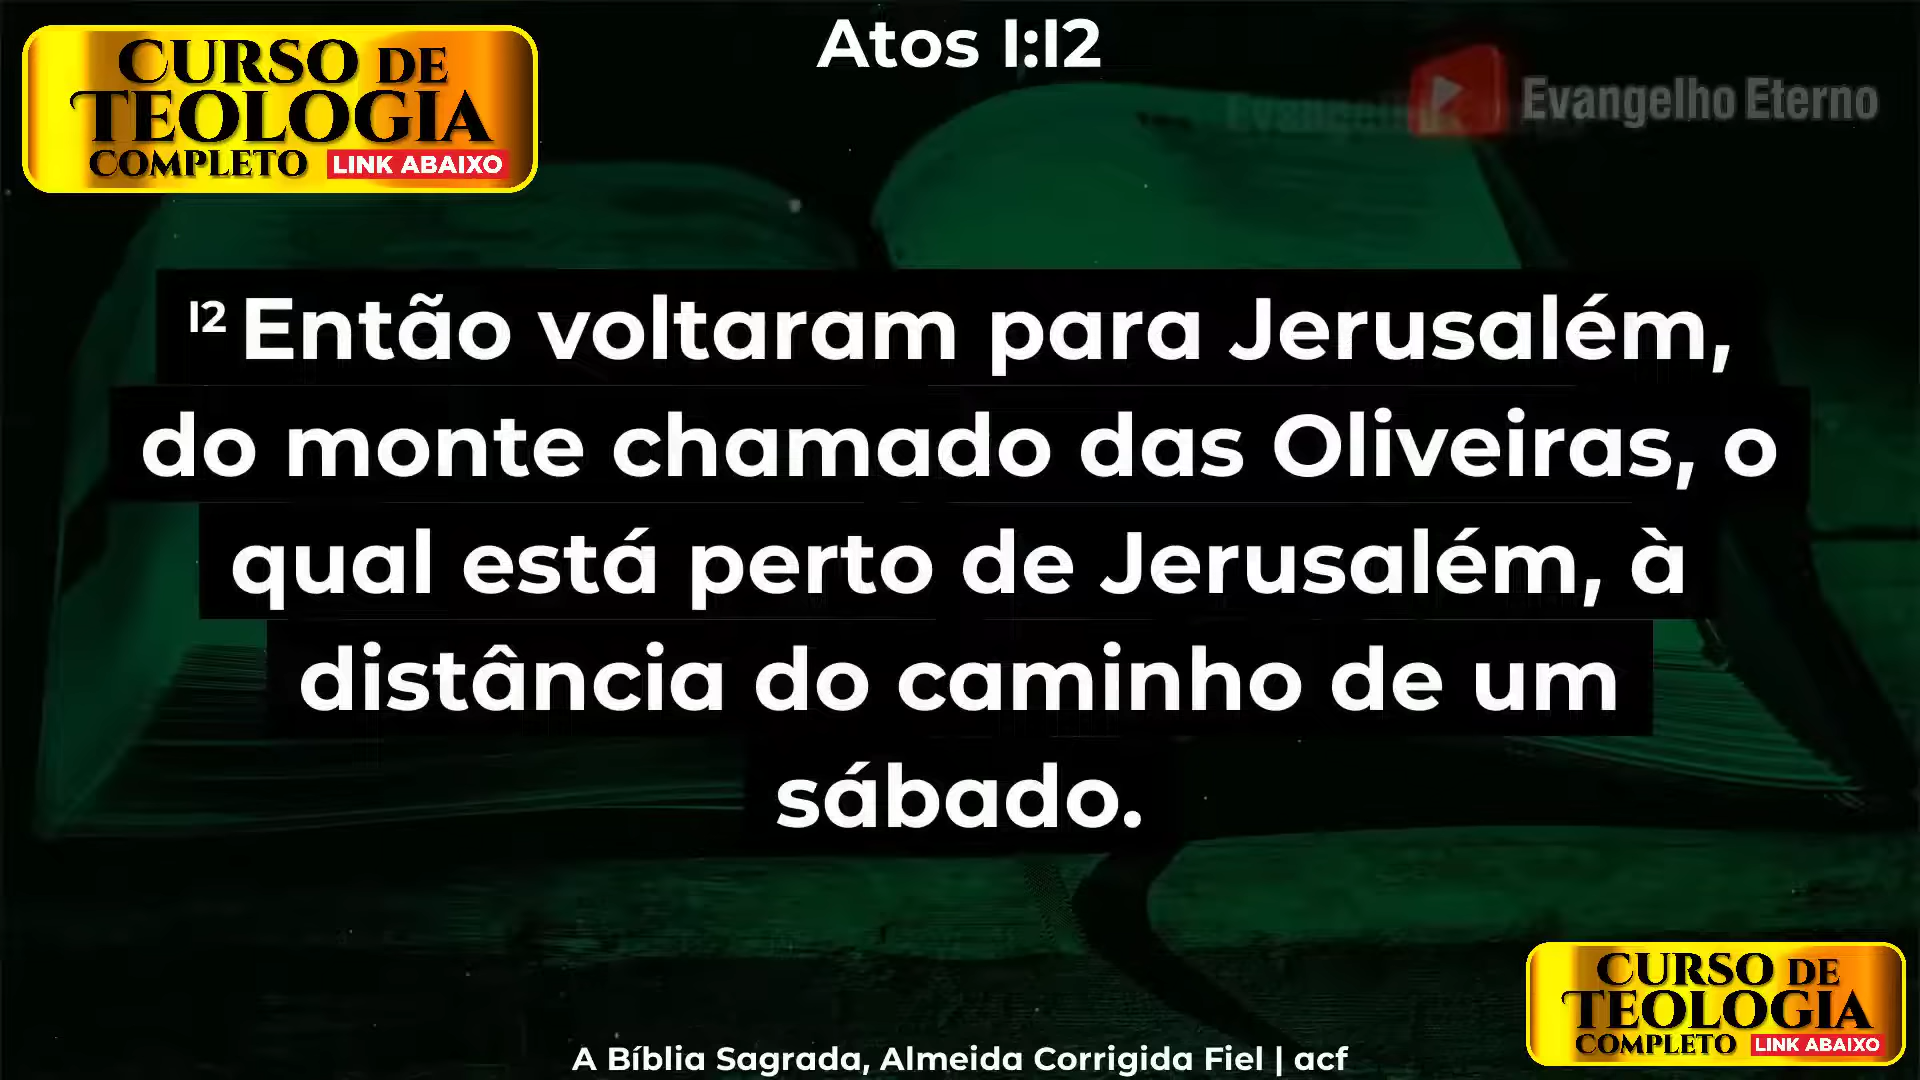 Atos 1:12
CURSO DE
TEOLOGIA
COMPLETO LINK ABAIXO
Evangelho Eterno
12 Então voltaram para Jerusalém,
do monte chamado das Oliveiras, o
qual está perto de Jerusalém, à
distância do caminho de um
sábado.
CURSO DE
TEOLOGIA
COMPLETO LINK ABAIXO
A Bíblia Sagrada, Almeida Corrigida Fiel | acf